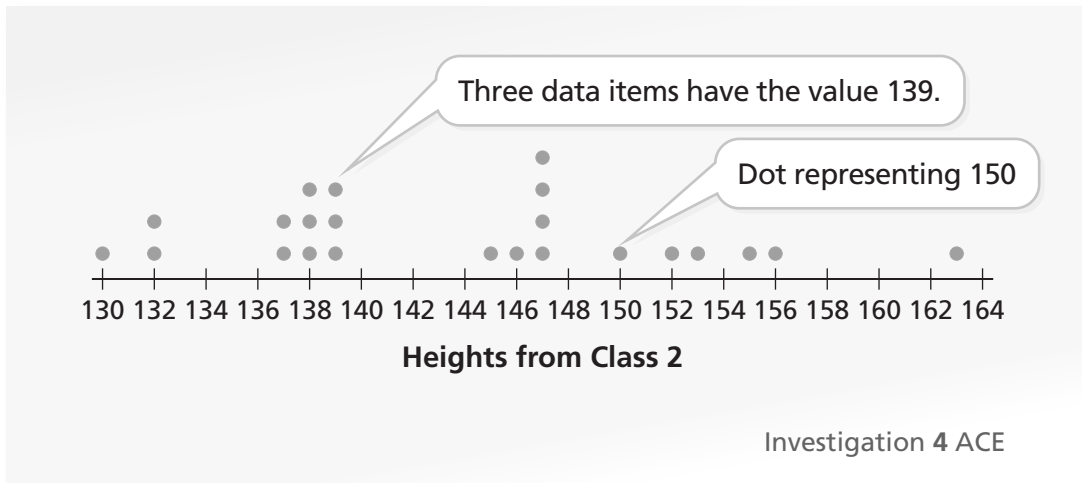 Three data items have the value 139.
Dot representing 150
130 132 134 136 138 140 142 144 146 148 150 152 154 156 158 160 162 164
Heights from Class 2
Investigation 4 ACE